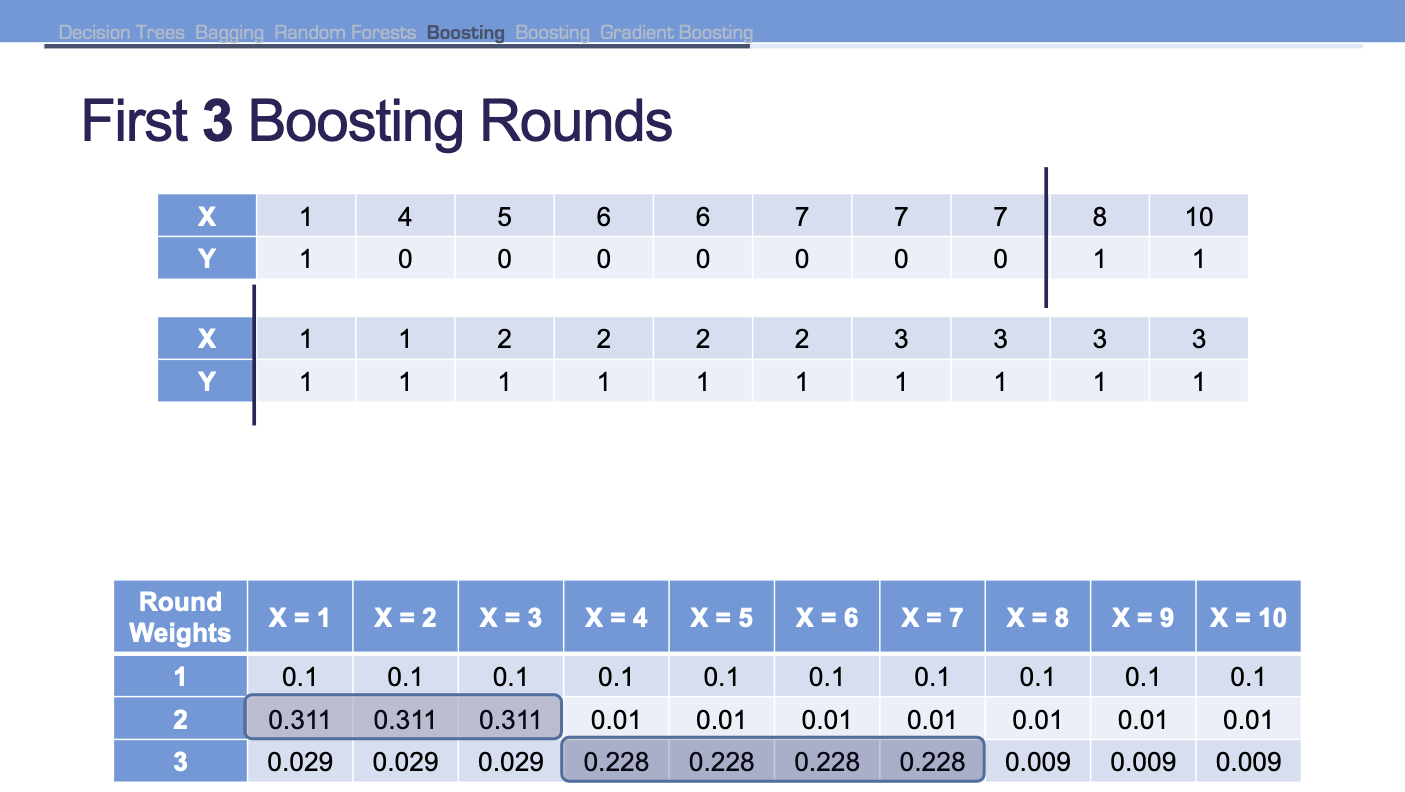 Decision Trees Bagging Random Forests Boosting Boosting Gradient Boosting
First 3 Boosting Rounds
X 1 4 5 6 6 7 7 7 8 10
Y 1 0 0 0 0 0 0 0 1 1
X 1 1 2 2 2 2 3 3 3 3
Y 1 1 1 1 1 1 1 1 1 1
Round
Weights X = 1 X = 2 X = 3 X = 4 X = 5 X = 6 X = 7 X = 8 X = 9 X = 10
1 0.1 0.1 0.1 0.1 0.1 0.1 0.1 0.1 0.1 0.1
2 0.311 0.311 0.311 0.01 0.01 0.01 0.01 0.01 0.01 0.01
3 0.029 0.029 0.029 0.228 0.228 0.228 0.228 0.009 0.009 0.009